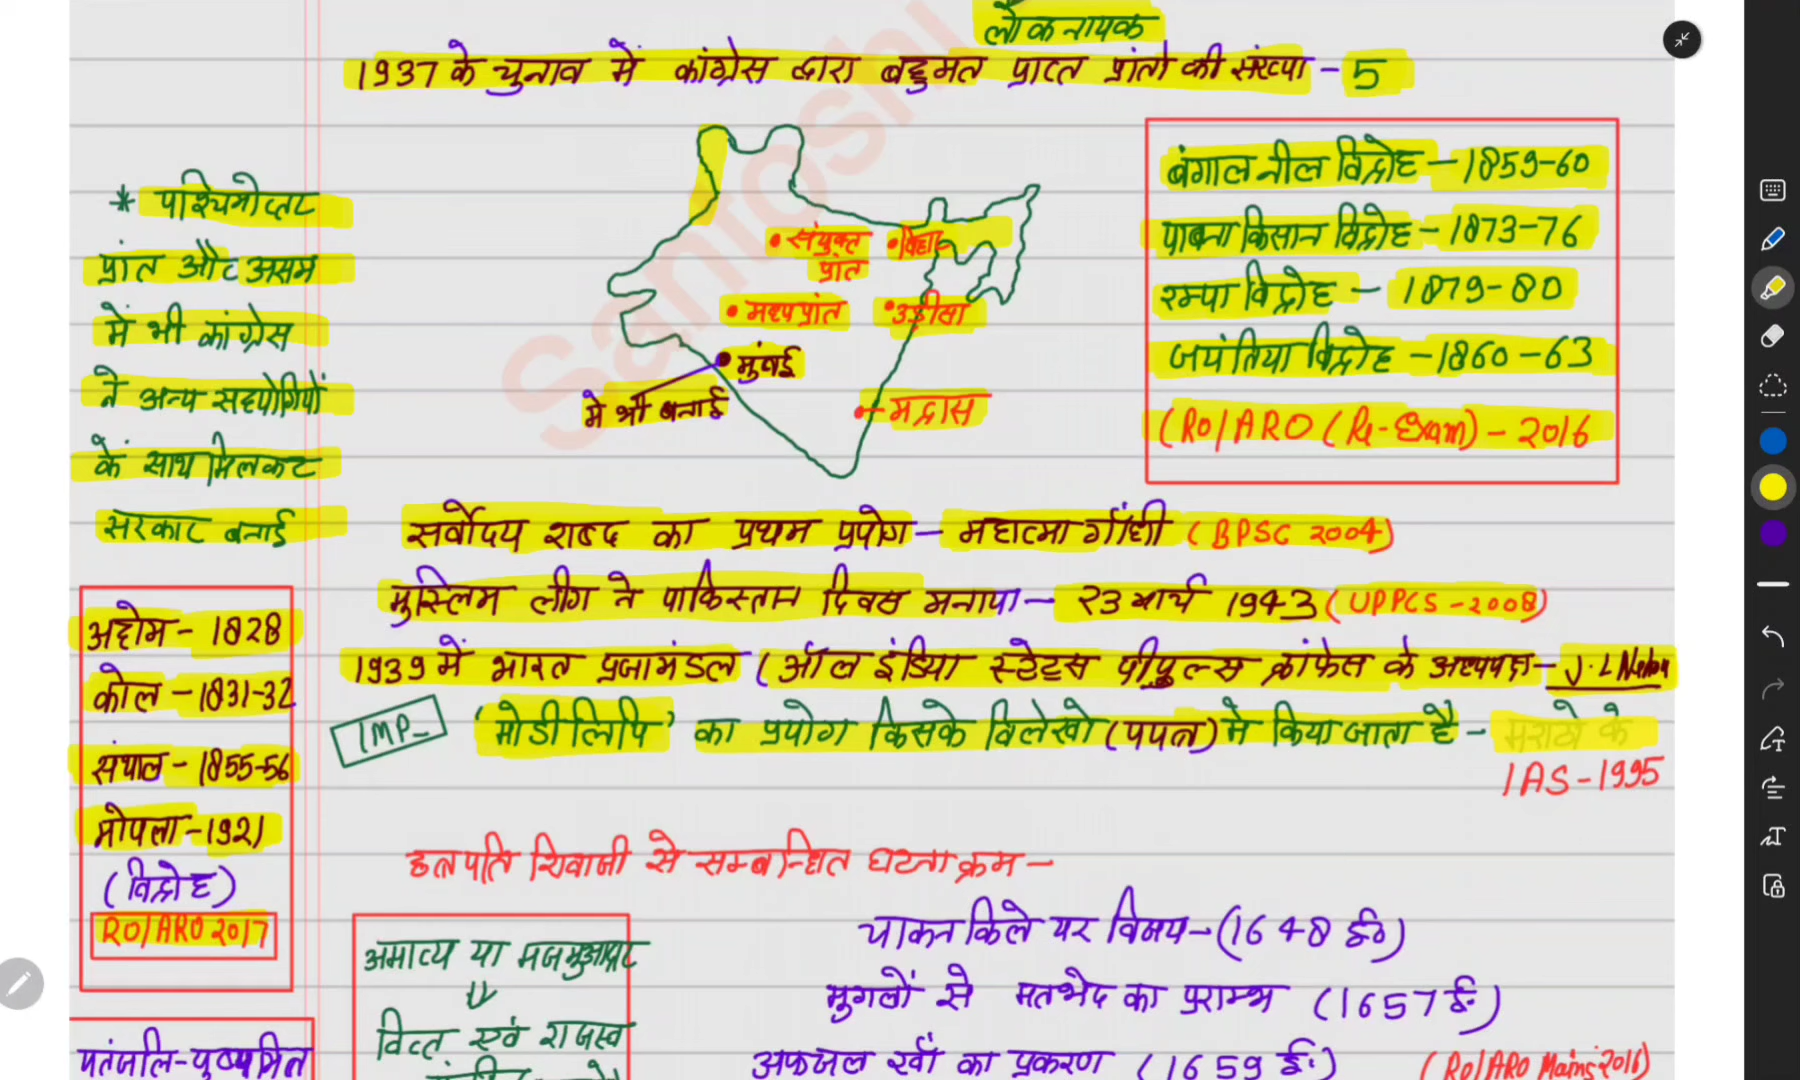 लोकनायक
1937 के चुनाव में कांग्रेस द्वारा बहुमत प्राप्त प्रांतो की संख्या - 5
* पश्चिमोत्तर
प्रांत और असम
में भी कांग्रेस
ने अन्य सहयोगियों
के साथ मिलकर
सरकार बनाई
• संयुक्त प्रांत
• बिहार
• मध्यप्रांत
• उड़ीसा
• मुंबई
मे भी बनाई
• मद्रास
Santosh
बंगाल नील विद्रोह - 1859-60
पाबना किसान विद्रोह - 1873-76
रम्पा विद्रोह - 1879-80
जयंतिया विद्रोह - 1860-63
(RO/ARO (Re-Exam) - 2016
सर्वोदय शब्द का प्रथम प्रयोग - महात्मा गाँधी (BPSC 2004)
मुस्लिम लीग ने पाकिस्तान दिवस मनाया - 23 मार्च 1943 (UPPCS - 2008)
1939 में भारत प्रजामंडल (ऑल इंडिया स्टेट्स पीपुल्स कांफ्रेस के अध्यक्ष - J.L Nehru
IMP- 'मोडी लिपि' का प्रयोग किसके विलेखो (प्रपत्र) मे किया जाता है - मराठो के
IAS - 1995
अहोम - 1828
कोल - 1831-32
संथाल - 1855-56
मोपला - 1921
(विद्रोह)
RO/ARO 2017
छत्रपति शिवाजी से सम्बन्धित घटनाक्रम -
चाकन किले पर विजय - (1648 ई०)
मुगलों से मतभेद का प्रारम्भ (1657 ई:)
अफजल खाँ का प्रकरण (1659 ई:) (RO/ARO Mains 2016)
अमात्य या मजमुआदार
⇓
वित्त एवं राजस्व
पतंजलि - पुष्यमित्र